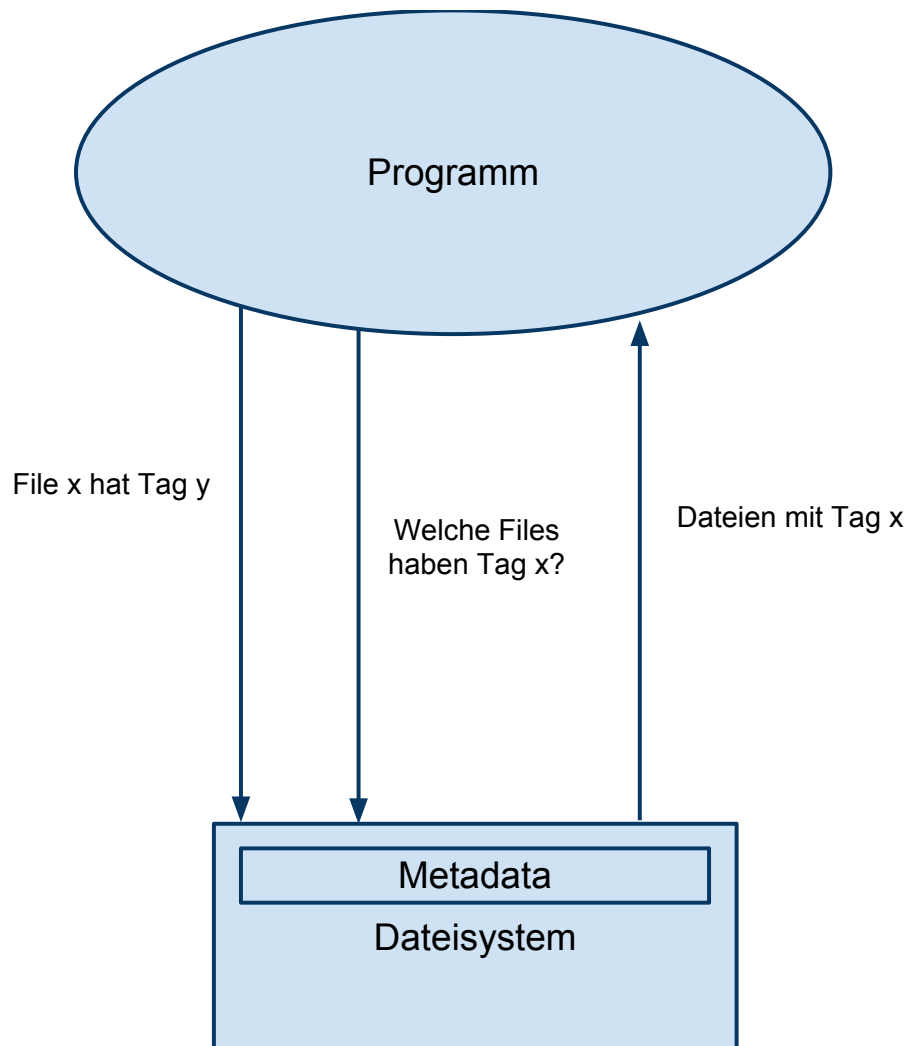 Programm
File x hat Tag y
Welche Files
haben Tag x?
Dateien mit Tag x
Metadata
Dateisystem